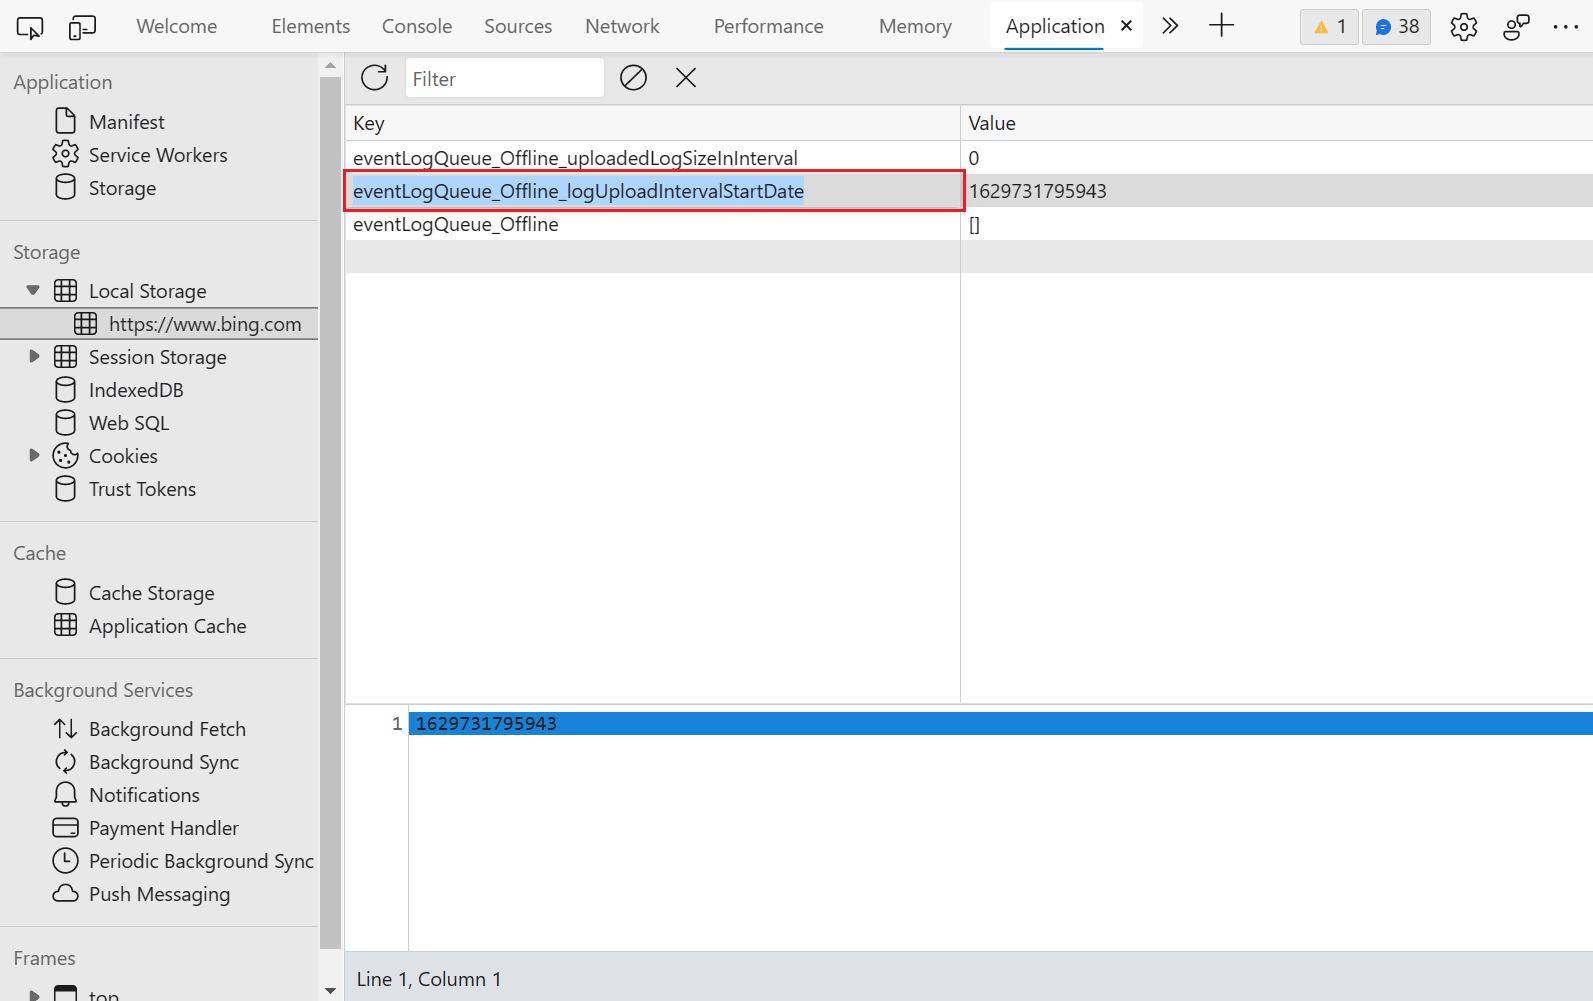 Welcome Elements Console Sources Network Performance Memory Application 1 38
Application
Manifest
Service Workers
Storage
Storage
Local Storage
https://www.bing.com
Session Storage
IndexedDB
Web SQL
Cookies
Trust Tokens
Cache
Cache Storage
Application Cache
Background Services
Background Fetch
Background Sync
Notifications
Payment Handler
Periodic Background Sync
Push Messaging
Frames
top
Filter
Key Value
eventLogQueue_Offline_uploadedLogSizeInInterval 0
eventLogQueue_Offline_logUploadIntervalStartDate 1629731795943
eventLogQueue_Offline []
1 1629731795943
Line 1, Column 1